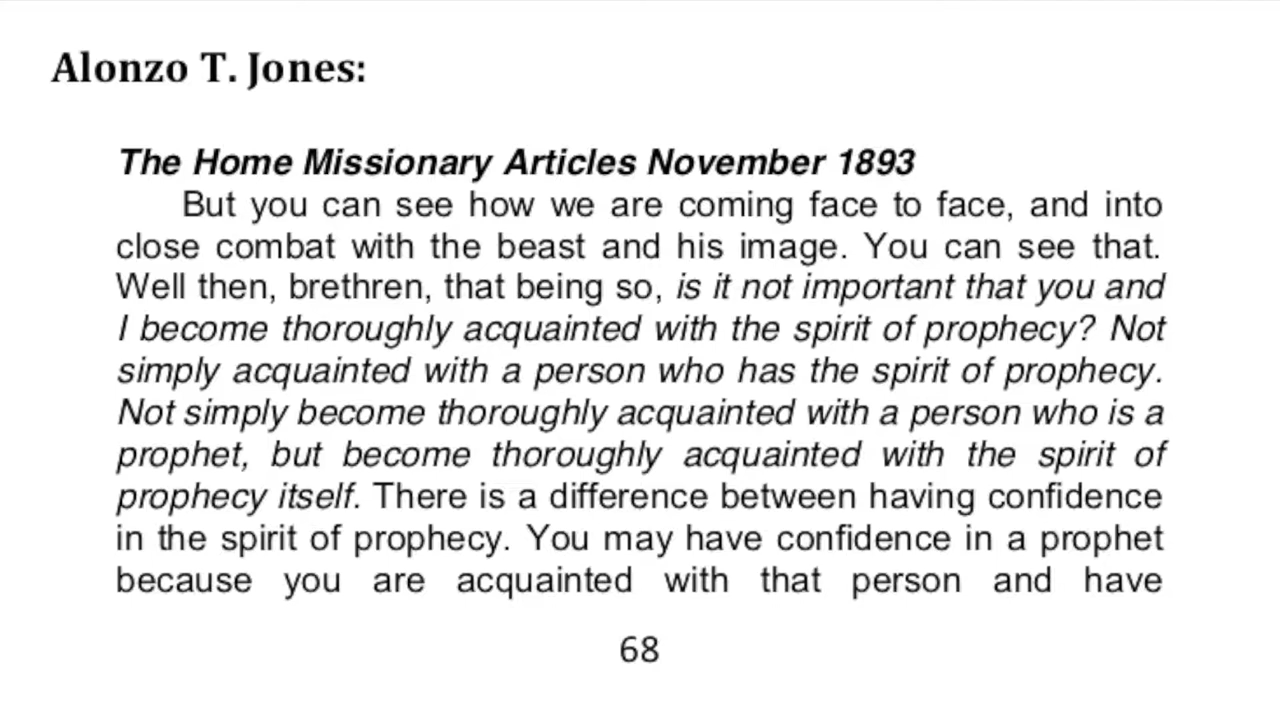 Alonzo T. Jones:
The Home Missionary Articles November 1893
But you can see how we are coming face to face, and into
close combat with the beast and his image. You can see that.
Well then, brethren, that being so, is it not important that you and
I become thoroughly acquainted with the spirit of prophecy? Not
simply acquainted with a person who has the spirit of prophecy.
Not simply become thoroughly acquainted with a person who is a
prophet, but become thoroughly acquainted with the spirit of
prophecy itself. There is a difference between having confidence
in the spirit of prophecy. You may have confidence in a prophet
because you are acquainted with that person and have
68